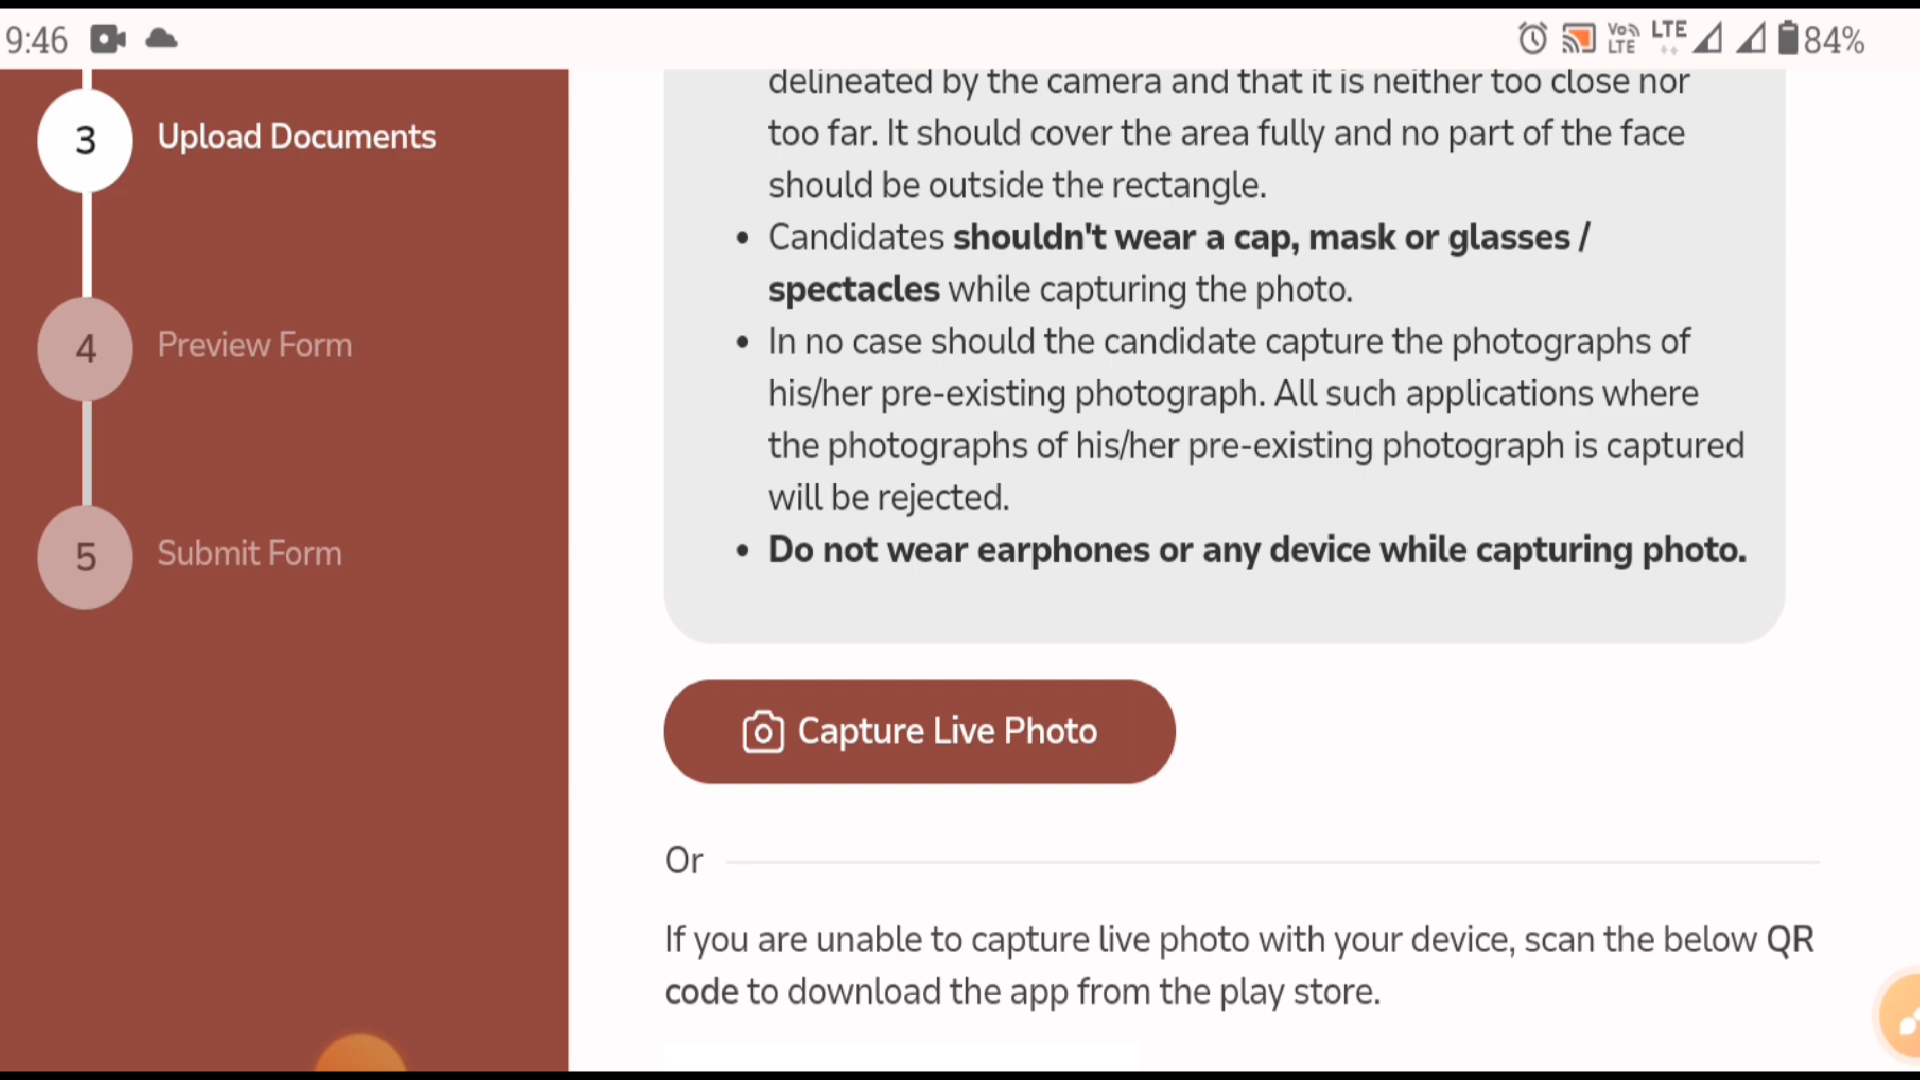 9:46
Vo LTE
LTE
84%
3 Upload Documents
4 Preview Form
5 Submit Form
delineated by the camera and that it is neither too close nor
too far. It should cover the area fully and no part of the face
should be outside the rectangle.
• Candidates shouldn't wear a cap, mask or glasses /
spectacles while capturing the photo.
• In no case should the candidate capture the photographs of
his/her pre-existing photograph. All such applications where
the photographs of his/her pre-existing photograph is captured
will be rejected.
• Do not wear earphones or any device while capturing photo.
Capture Live Photo
Or
If you are unable to capture live photo with your device, scan the below QR
code to download the app from the play store.